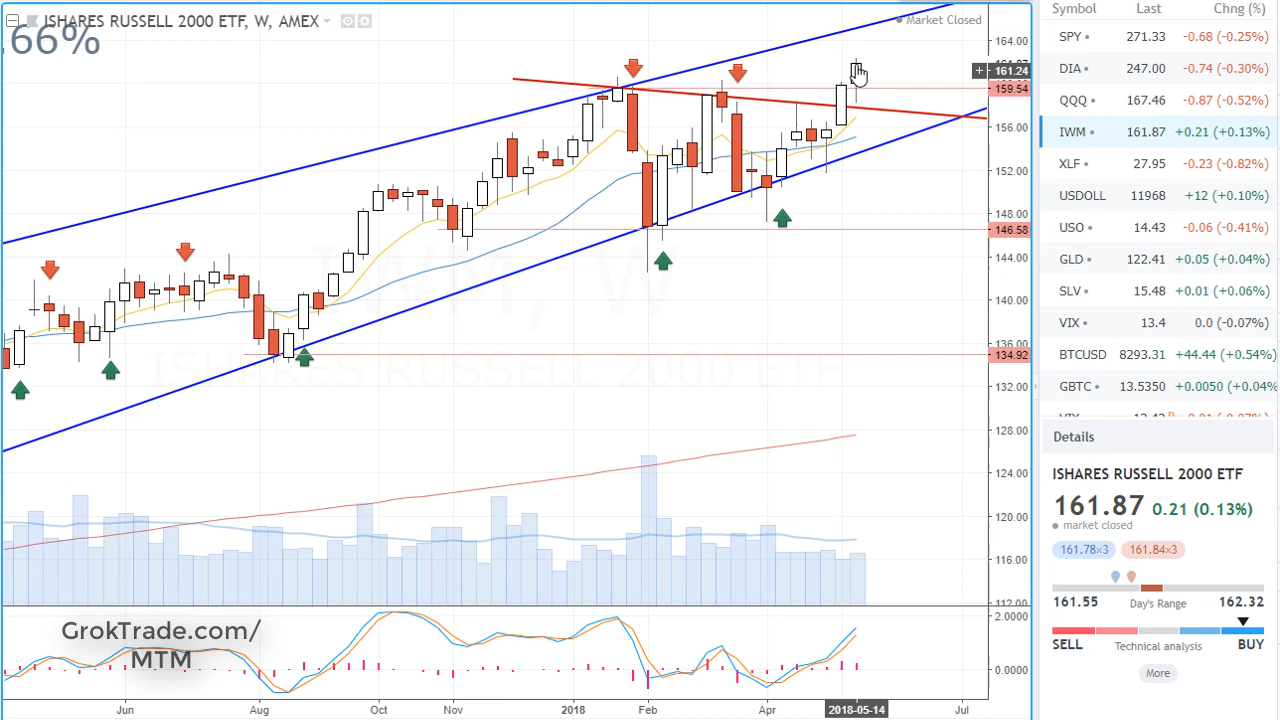 ISHARES RUSSELL 2000 ETF, W, AMEX
Market Closed
.66%
164.00
161.24
159.54
156.00
152.00
148.00
146.58
144.00
140.00
136.00
134.92
132.00
128.00
124.00
120.00
116.00
112.00
2.0000
0.0000
IWM, W
ISHARES RUSSELL 2000 ETF
GrokTrade.com/
MTM
Jun Aug Oct Nov 2018 Feb Apr 2018-05-14 Jul
Symbol Last Chng (%)
SPY 271.33 -0.68 (-0.25%)
DIA 247.00 -0.74 (-0.30%)
QQQ 167.46 -0.87 (-0.52%)
IWM 161.87 +0.21 (+0.13%)
XLF 27.95 -0.23 (-0.82%)
USDOLL 11968 +12 (+0.10%)
USO 14.43 -0.06 (-0.41%)
GLD 122.41 +0.05 (+0.04%)
SLV 15.48 +0.01 (+0.06%)
VIX 13.4 0.0 (-0.07%)
BTCUSD 8293.31 +44.44 (+0.54%)
GBTC 13.5350 +0.0050 (+0.04%
Details
ISHARES RUSSELL 2000 ETF
161.87 0.21 (0.13%)
market closed
161.78×3 161.84×3
161.55 Day's Range 162.32
SELL Technical analysis BUY
More